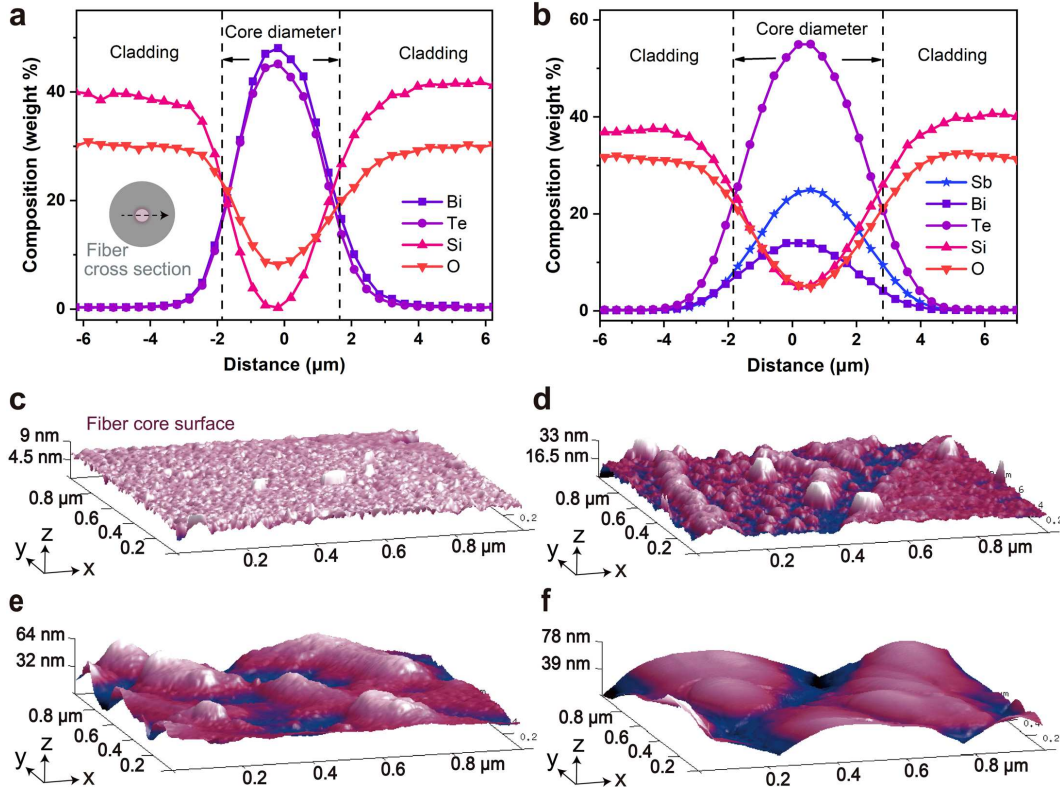 a
Composition (weight %)
40
20
0
Cladding
Core diameter
Cladding
Fiber
cross section
Bi
Te
Si
O
-6 -4 -2 0 2 4 6
Distance (µm)
b
Composition (weight %)
60
40
20
0
Cladding
Core diameter
Cladding
Sb
Bi
Te
Si
O
-6 -4 -2 0 2 4 6
Distance (µm)
c
Fiber core surface
9 nm
4.5 nm
0.8 µm
0.6
0.4
0.2
0.2 0.4 0.6 0.8 µm
0.2
y z x
d
33 nm
16.5 nm
0.8 µm
0.6
0.4
0.2
0.2 0.4 0.6 0.8 µm
0.2
y z x
e
64 nm
32 nm
0.8 µm
0.6
0.4
0.2
0.2 0.4 0.6 0.8 µm
y z x
f
78 nm
39 nm
0.8 µm
0.6
0.4
0.2
0.2 0.4 0.6 0.8 µm
0.2
y z x